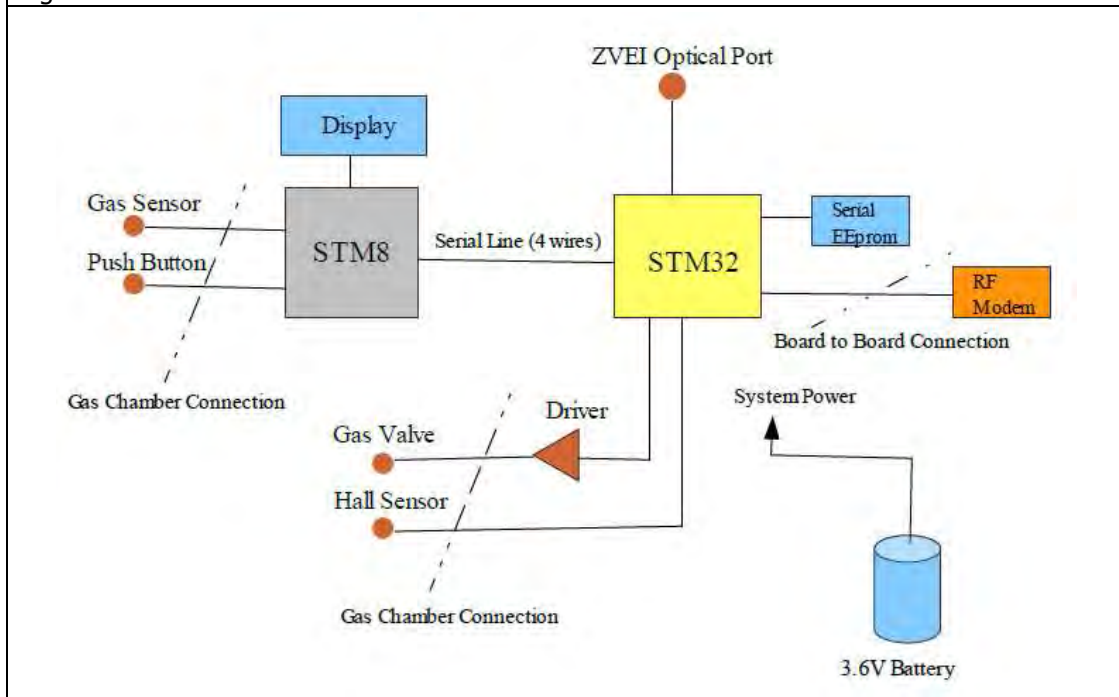 ZVEI Optical Port
Display
Gas Sensor
Push Button
STM8
Serial Line (4 wires)
STM32
Serial
EEprom
RF
Modem
Board to Board Connection
Gas Chamber Connection
System Power
Driver
Gas Valve
Hall Sensor
Gas Chamber Connection
3.6V Battery